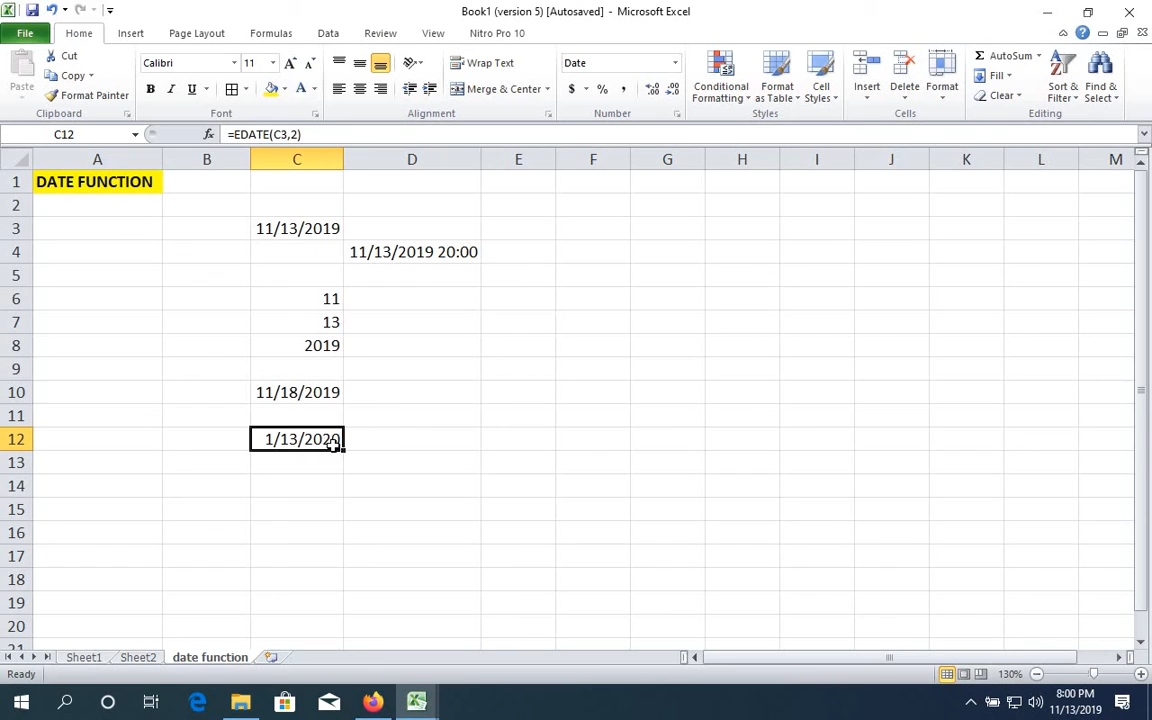 Book1 (version 5) [Autosaved] - Microsoft Excel
File Home Insert Page Layout Formulas Data Review View Nitro Pro 10
Paste
Cut
Copy
Format Painter
Clipboard
Calibri 11
B I U A
Font
Wrap Text
Merge & Center
Alignment
Date
$ % ,
Number
Conditional Formatting
Format as Table
Cell Styles
Styles
Insert Delete Format
Cells
Σ AutoSum
Fill
Clear
Sort & Filter
Find & Select
Editing
C12 fx =EDATE(C3,2)
A B C D E F G H I J K L M
1 DATE FUNCTION
2
3 11/13/2019
4 11/13/2019 20:00
5
6 11
7 13
8 2019
9
10 11/18/2019
11
12 1/13/2020
13
14
15
16
17
18
19
20
21
Sheet1 Sheet2 date function
Ready 130%
8:00 PM
11/13/2019